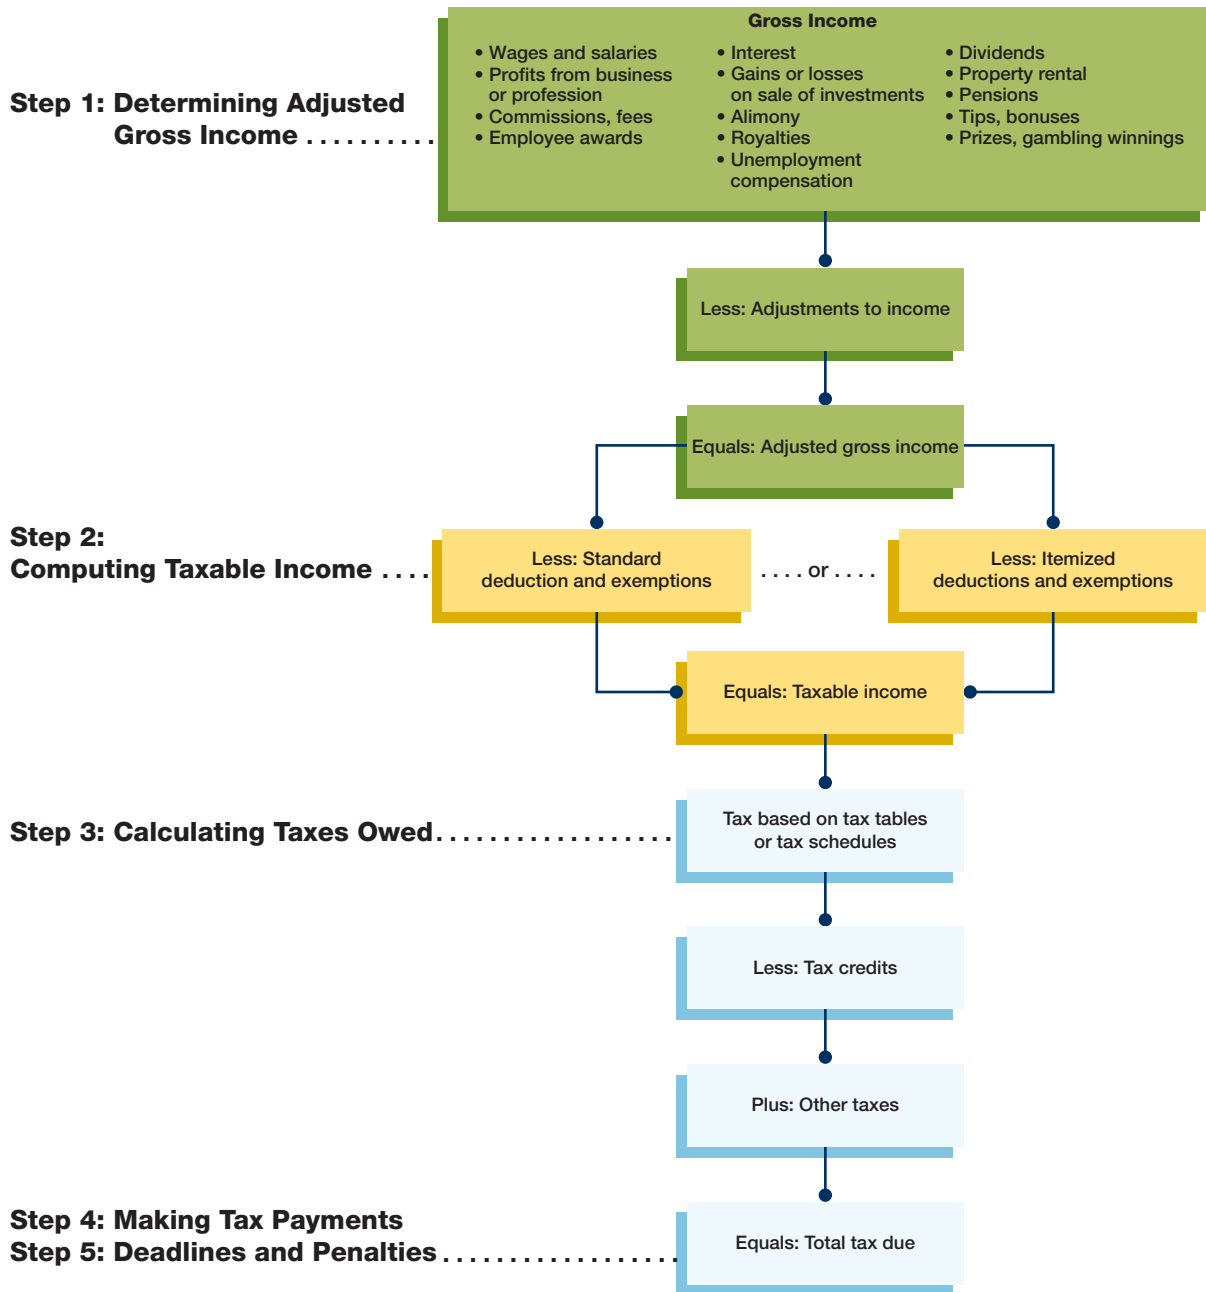 Gross Income
• Wages and salaries
• Profits from business
or profession
• Commissions, fees
• Employee awards
• Interest
• Gains or losses
on sale of investments
• Alimony
• Royalties
• Unemployment
compensation
• Dividends
• Property rental
• Pensions
• Tips, bonuses
• Prizes, gambling winnings
Step 1: Determining Adjusted
Gross Income . . . . . . . . . .
Less: Adjustments to income
Equals: Adjusted gross income
Step 2:
Computing Taxable Income . . . .
Less: Standard
deduction and exemptions
. . . . or . . . .
Less: Itemized
deductions and exemptions
Equals: Taxable income
Step 3: Calculating Taxes Owed . . . . . . . . . . . . . . . . . .
Tax based on tax tables
or tax schedules
Less: Tax credits
Plus: Other taxes
Step 4: Making Tax Payments
Step 5: Deadlines and Penalties . . . . . . . . . . . . . . . . . .
Equals: Total tax due